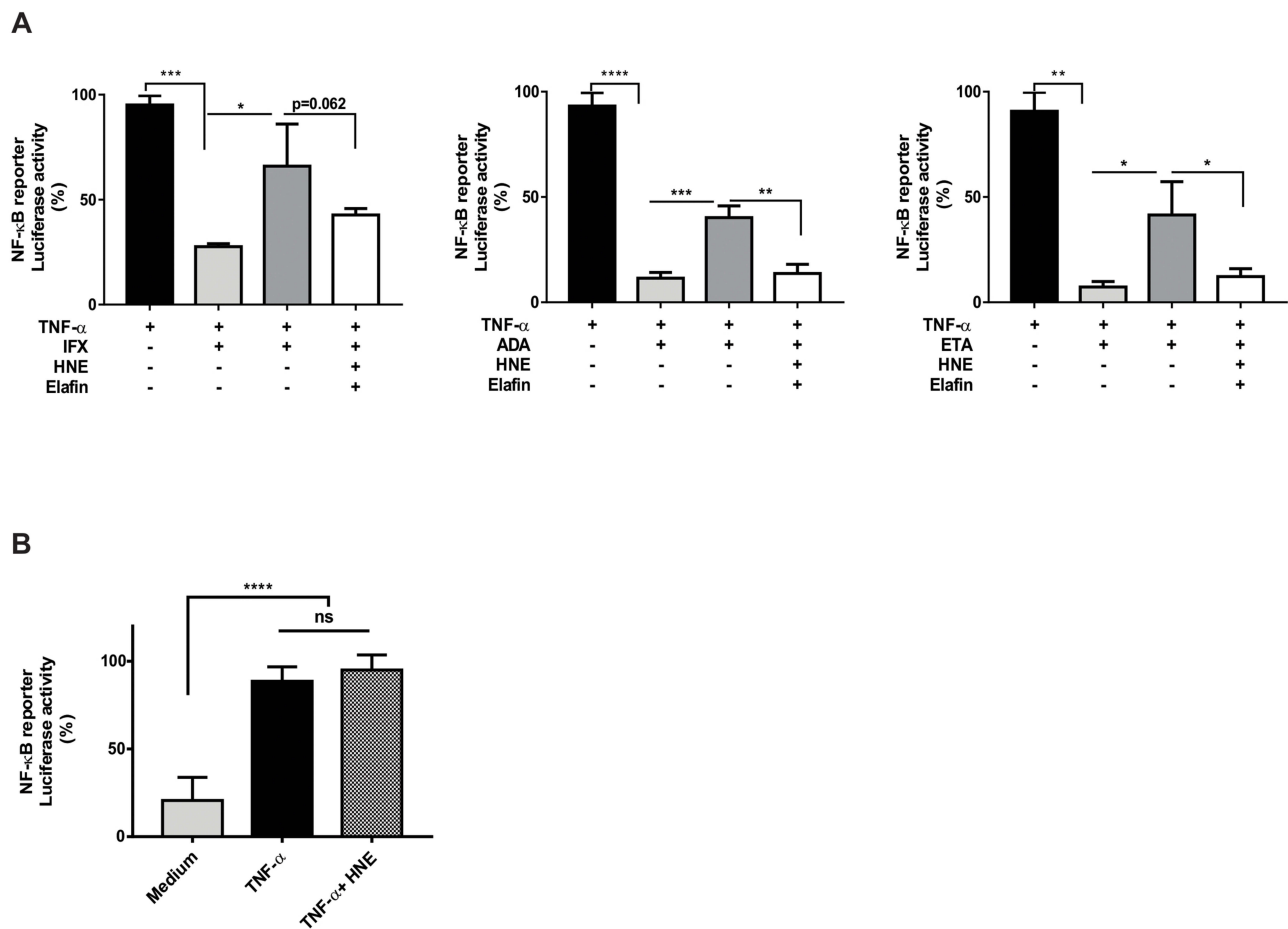 A
***
*
p=0.062
100
50
0
NF-κB reporter
Luciferase activity
(%)
TNF-α + + + +
IFX - + + +
HNE - - - +
Elafin - - - +
****
***
**
100
50
0
NF-κB reporter
Luciferase activity
(%)
TNF-α + + + +
ADA - + + +
HNE - - - +
Elafin - - - +
**
*
*
100
50
0
NF-κB reporter
Luciferase activity
(%)
TNF-α + + + +
ETA - + + +
HNE - - - +
Elafin - - - +
B
****
ns
100
50
0
NF-κB reporter
Luciferase activity
(%)
Medium
TNF-α
TNF-α+ HNE